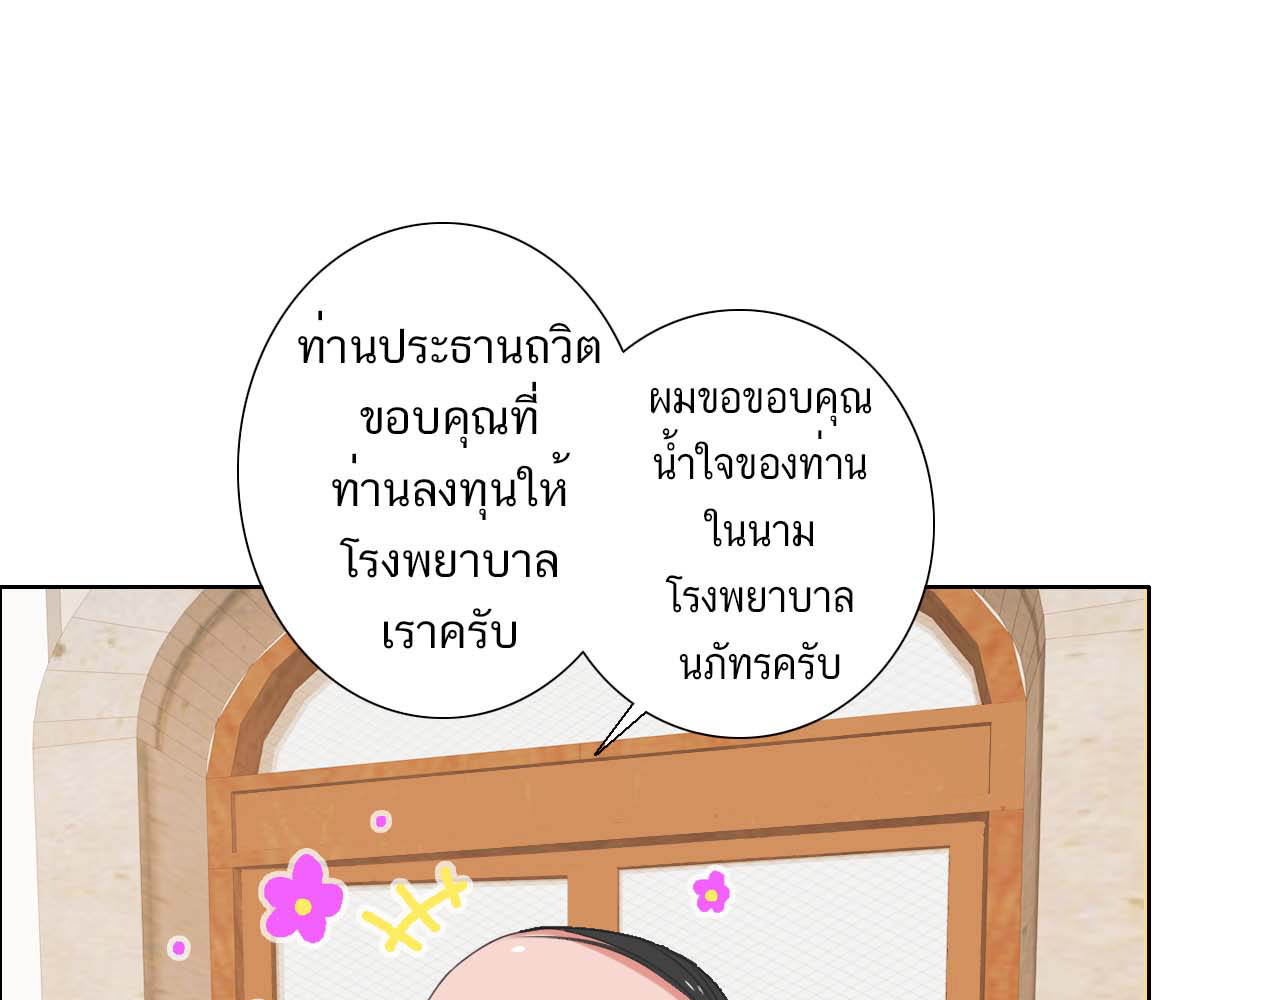 ท่านประธานถวิต
ขอบคุณที่
ท่านลงทุนให้
โรงพยาบาล
เราครับ
ผมขอขอบคุณ
น้ำใจของท่าน
ในนาม
โรงพยาบาล
นภัทรครับ